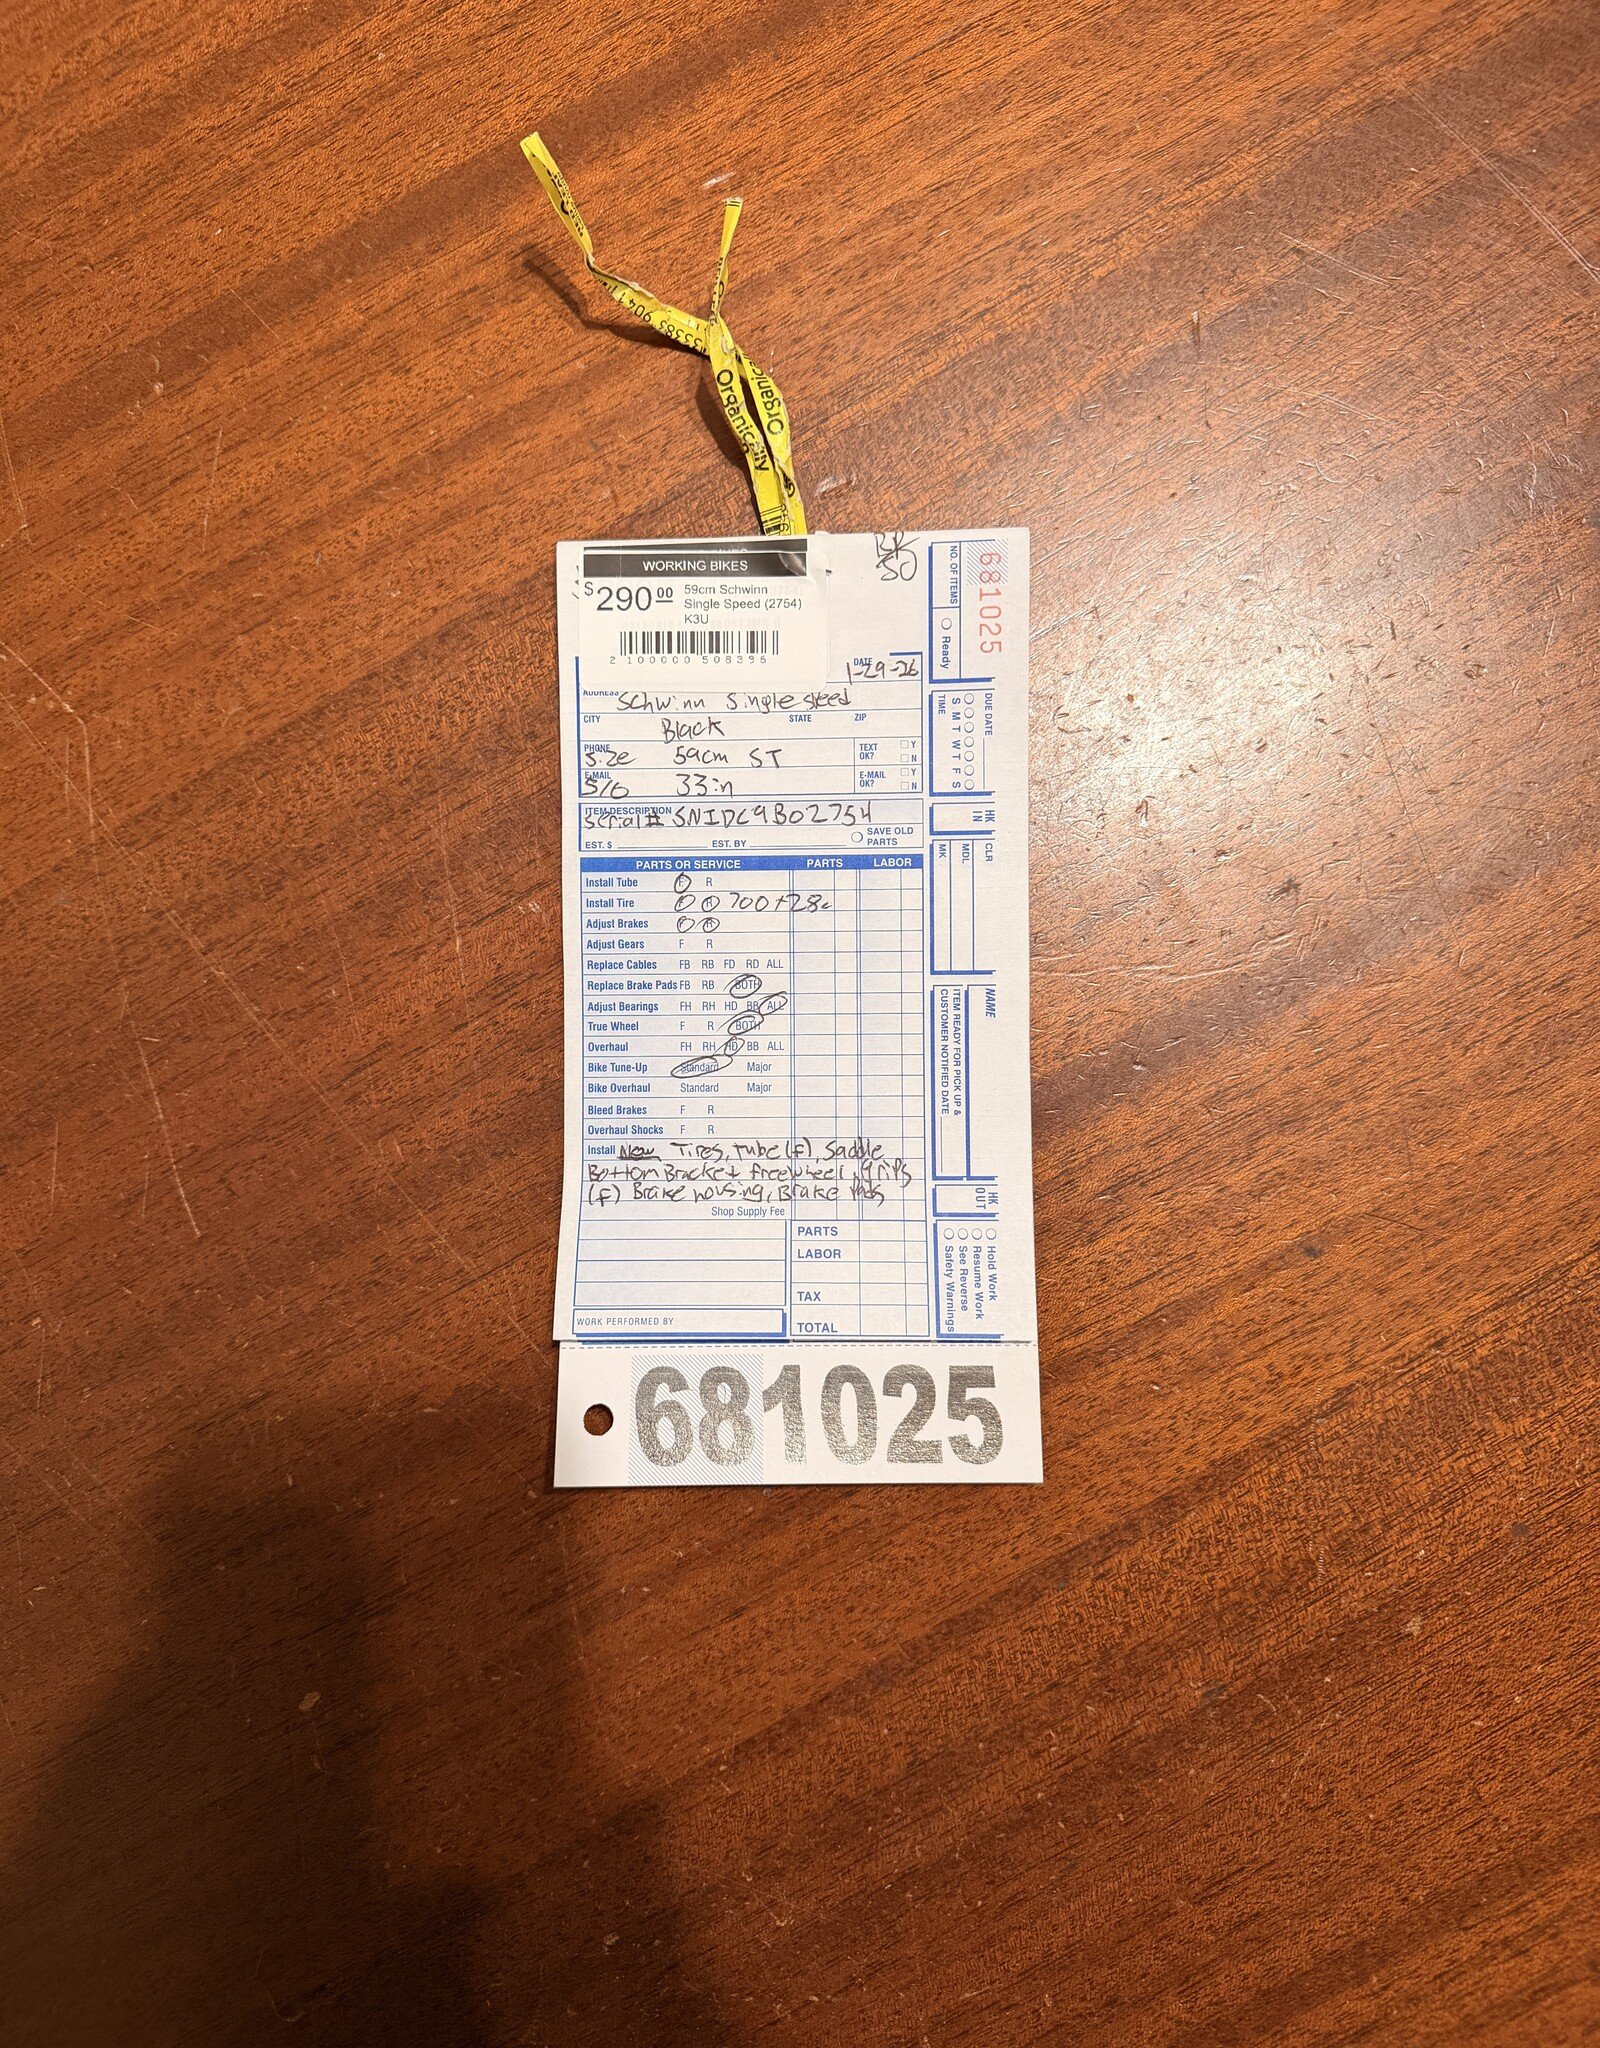 Organically
Organic
WORKING BIKES
$290.00 59cm Schwinn
Single Speed (2754)
K3U
2 100000 508396
50
DATE 1-29-26
ADDRESS Schwinn Single speed
CITY Black STATE ZIP
PHONE Size 59cm ST TEXT OK? Y N
E-MAIL S/O 33in E-MAIL OK? Y N
ITEM DESCRIPTION Serial # SNIDC9B02754
EST. $ EST. BY SAVE OLD PARTS
PARTS OR SERVICE PARTS LABOR
Install Tube F R
Install Tire F R 700x28c
Adjust Brakes F R
Adjust Gears F R
Replace Cables FB RB FD RD ALL
Replace Brake Pads FB RB BOTH
Adjust Bearings FH RH HD BB ALL
True Wheel F R BOTH
Overhaul FH RH HD BB ALL
Bike Tune-Up Standard Major
Bike Overhaul Standard Major
Bleed Brakes F R
Overhaul Shocks F R
Install New Tires, Tube (f), Saddle
Bottom Bracket freewheel, grips
(f) Brake housing, Brake Pads
Shop Supply Fee
PARTS
LABOR
TAX
TOTAL
WORK PERFORMED BY
681025
NO. OF ITEMS
Ready
DUE DATE
S M T W T F S
TIME
HK IN
CLR
MDL
MK
NAME
ITEM READY FOR PICK UP &
CUSTOMER NOTIFIED DATE
HK OUT
Hold Work
Resume Work
See Reverse
Safety Warnings
681025